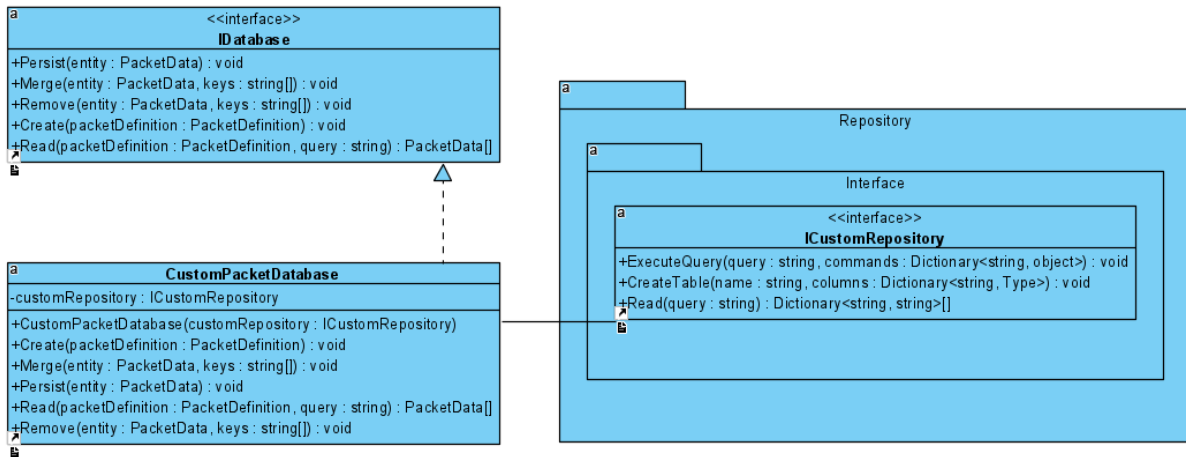 a
<<interface>>
IDatabase
+Persist(entity : PacketData) : void
+Merge(entity : PacketData, keys : string[]) : void
+Remove(entity : PacketData, keys : string[]) : void
+Create(packetDefinition : PacketDefinition) : void
+Read(packetDefinition : PacketDefinition, query : string) : PacketData[]
a
CustomPacketDatabase
-customRepository : ICustomRepository
+CustomPacketDatabase(customRepository : ICustomRepository)
+Create(packetDefinition : PacketDefinition) : void
+Merge(entity : PacketData, keys : string[]) : void
+Persist(entity : PacketData) : void
+Read(packetDefinition : PacketDefinition, query : string) : PacketData[]
+Remove(entity : PacketData, keys : string[]) : void
a
Repository
a
Interface
a
<<interface>>
ICustomRepository
+ExecuteQuery(query : string, commands : Dictionary<string, object>) : void
+CreateTable(name : string, columns : Dictionary<string, Type>) : void
+Read(query : string) : Dictionary<string, string>[]